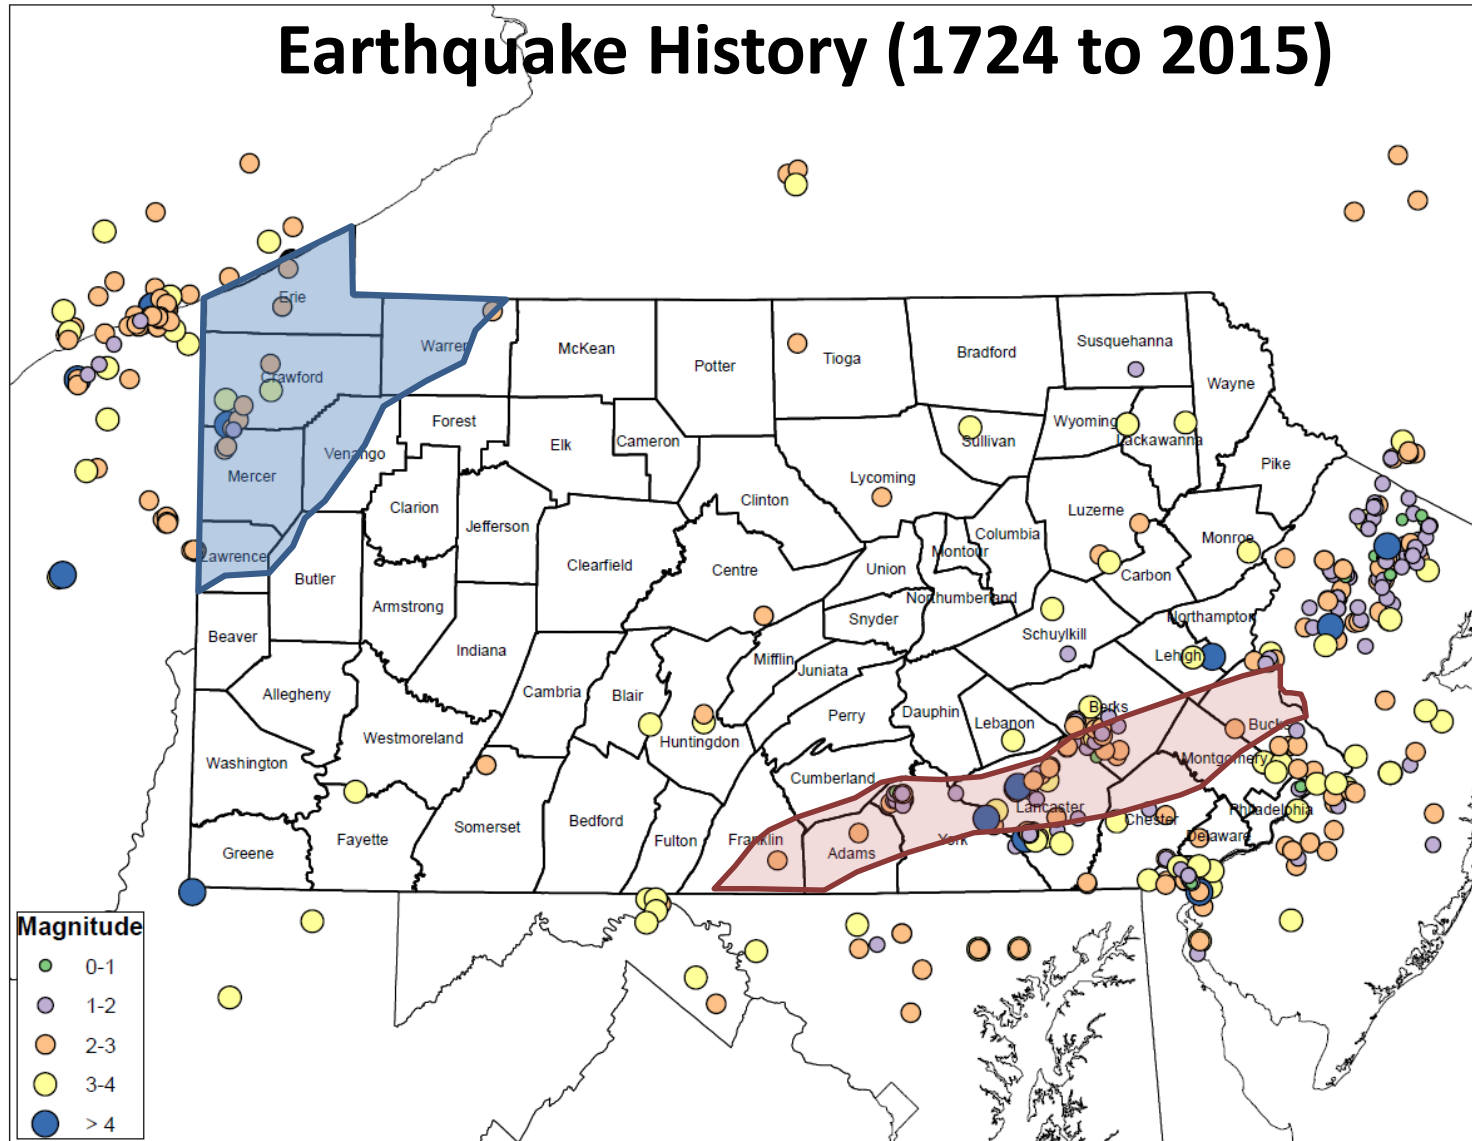 Earthquake History (1724 to 2015)
Erie
Warren
McKean
Potter
Tioga
Bradford
Susquehanna
Wayne
Crawford
Forest
Elk
Cameron
Sullivan
Wyoming
Lackawanna
Pike
Mercer
Venango
Clarion
Jefferson
Clinton
Lycoming
Luzerne
Columbia
Montour
Monroe
Lawrence
Butler
Armstrong
Clearfield
Centre
Union
Carbon
Northumberland
Northampton
Beaver
Indiana
Snyder
Schuylkill
Lehigh
Mifflin
Juniata
Allegheny
Cambria
Blair
Perry
Dauphin
Lebanon
Berks
Bucks
Westmoreland
Huntingdon
Washington
Cumberland
Montgomery
Lancaster
Chester
Philadelphia
Delaware
Greene
Fayette
Somerset
Bedford
Fulton
Franklin
Adams
York
Magnitude
0-1
1-2
2-3
3-4
> 4